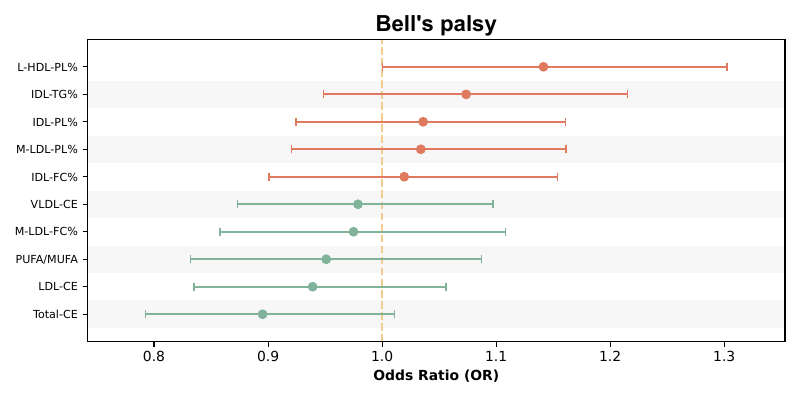 Bell's palsy
L-HDL-PL%
IDL-TG%
IDL-PL%
M-LDL-PL%
IDL-FC%
VLDL-CE
M-LDL-FC%
PUFA/MUFA
LDL-CE
Total-CE
0.8 0.9 1.0 1.1 1.2 1.3
Odds Ratio (OR)